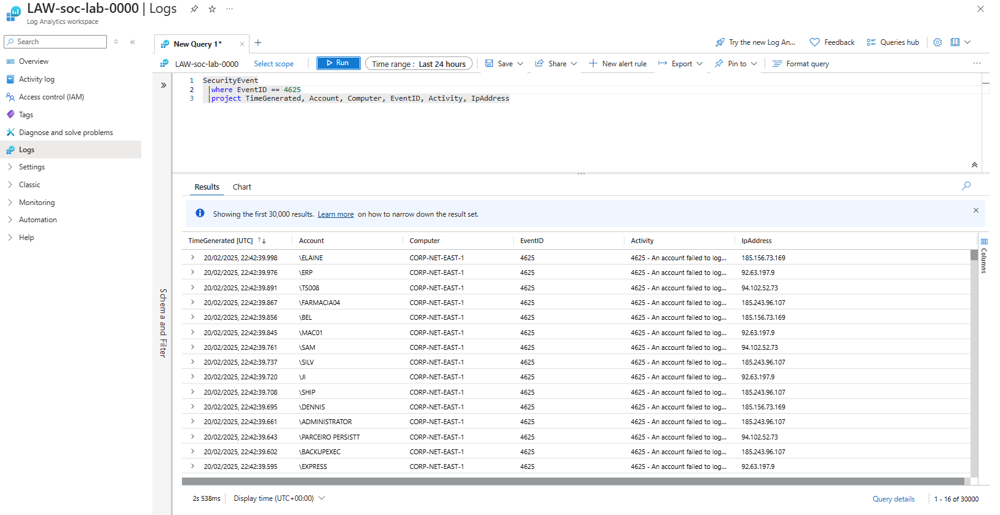 LAW-soc-lab-0000 | Logs
Log Analytics workspace
Search
Overview
Activity log
Access control (IAM)
Tags
Diagnose and solve problems
Logs
Settings
Classic
Monitoring
Automation
Help
New Query 1*
Try the new Log An...
Feedback
Queries hub
LAW-soc-lab-0000
Select scope
Run
Time range : Last 24 hours
Save
Share
New alert rule
Export
Pin to
Format query
1 SecurityEvent
2 |where EventID == 4625
3 |project TimeGenerated, Account, Computer, EventID, Activity, IpAddress
Schema and Filter
Results Chart
Showing the first 30,000 results. Learn more on how to narrow down the result set.
TimeGenerated [UTC] Account Computer EventID Activity IpAddress
20/02/2025, 22:42:39.998 \ELAINE CORP-NET-EAST-1 4625 4625 - An account failed to log... 185.156.73.169
20/02/2025, 22:42:39.976 \ERP CORP-NET-EAST-1 4625 4625 - An account failed to log... 92.63.197.9
20/02/2025, 22:42:39.891 \TS008 CORP-NET-EAST-1 4625 4625 - An account failed to log... 94.102.52.73
20/02/2025, 22:42:39.867 \FARMACIA04 CORP-NET-EAST-1 4625 4625 - An account failed to log... 185.243.96.107
20/02/2025, 22:42:39.856 \BEL CORP-NET-EAST-1 4625 4625 - An account failed to log... 185.156.73.169
20/02/2025, 22:42:39.845 \MAC01 CORP-NET-EAST-1 4625 4625 - An account failed to log... 92.63.197.9
20/02/2025, 22:42:39.761 \SAM CORP-NET-EAST-1 4625 4625 - An account failed to log... 94.102.52.73
20/02/2025, 22:42:39.737 \SILV CORP-NET-EAST-1 4625 4625 - An account failed to log... 185.243.96.107
20/02/2025, 22:42:39.720 \JI CORP-NET-EAST-1 4625 4625 - An account failed to log... 92.63.197.9
20/02/2025, 22:42:39.708 \SHIP CORP-NET-EAST-1 4625 4625 - An account failed to log... 185.243.96.107
20/02/2025, 22:42:39.695 \DENNIS CORP-NET-EAST-1 4625 4625 - An account failed to log... 185.156.73.169
20/02/2025, 22:42:39.661 \ADMINISTRATOR CORP-NET-EAST-1 4625 4625 - An account failed to log... 185.243.96.107
20/02/2025, 22:42:39.643 \PARCEIRO PERSISTT CORP-NET-EAST-1 4625 4625 - An account failed to log... 94.102.52.73
20/02/2025, 22:42:39.602 \BACKUPEXEC CORP-NET-EAST-1 4625 4625 - An account failed to log... 185.243.96.107
20/02/2025, 22:42:39.595 \EXPRESS CORP-NET-EAST-1 4625 4625 - An account failed to log... 92.63.197.9
Columns
2s 538ms Display time (UTC+00:00) Query details 1 - 16 of 30000